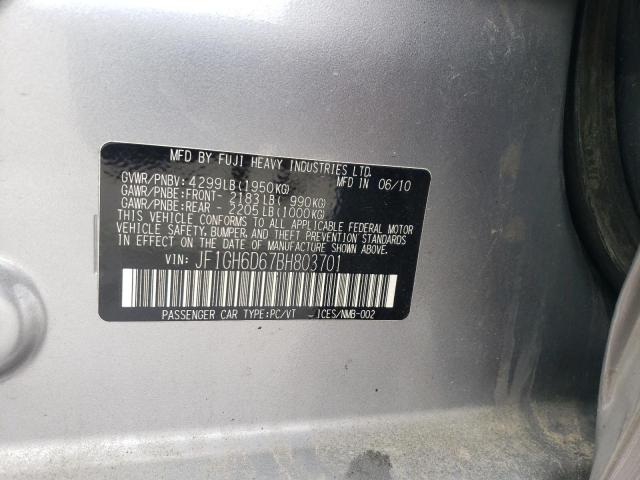 MFD BY FUJI HEAVY INDUSTRIES LTD.
GVWR/PNBV: 4299LB(1950KG) MFD IN 06/10
GAWR/PNBE:FRONT- 2183LB( 990KG)
GAWR/PNBE:REAR - 2205LB(1000KG)
THIS VEHICLE CONFORMS TO ALL APPLICABLE FEDERAL MOTOR
VEHICLE SAFETY, BUMPER, AND THEFT PREVENTION STANDARDS
IN EFFECT ON THE DATE OF MANUFACTURE SHOWN ABOVE.
VIN: JF1GH6D67BH803701
PASSENGER CAR TYPE:PC/VT - ICES/NMB-002